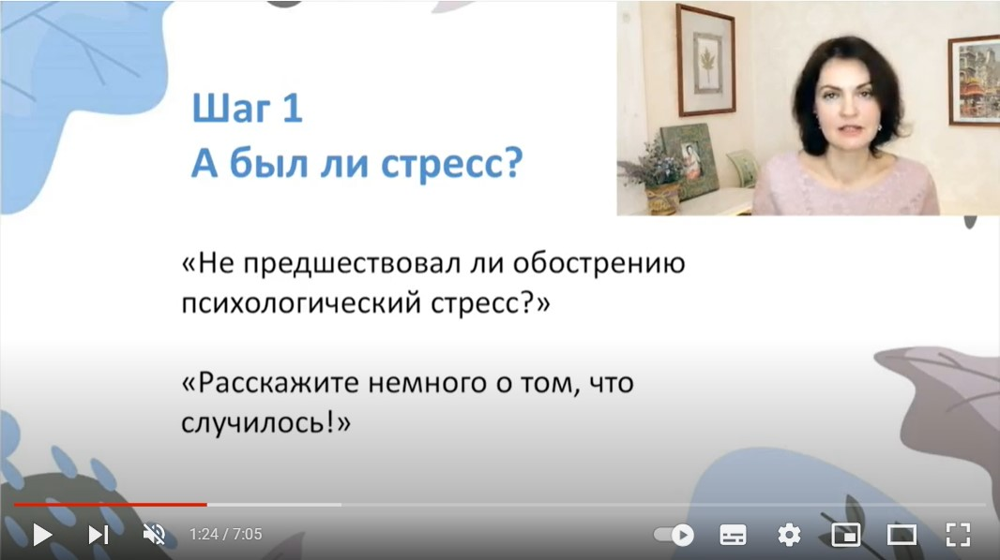 Шаг 1
А был ли стресс?
«Не предшествовал ли обострению
психологический стресс?»
«Расскажите немного о том, что
случилось!»
1:24 / 7:05